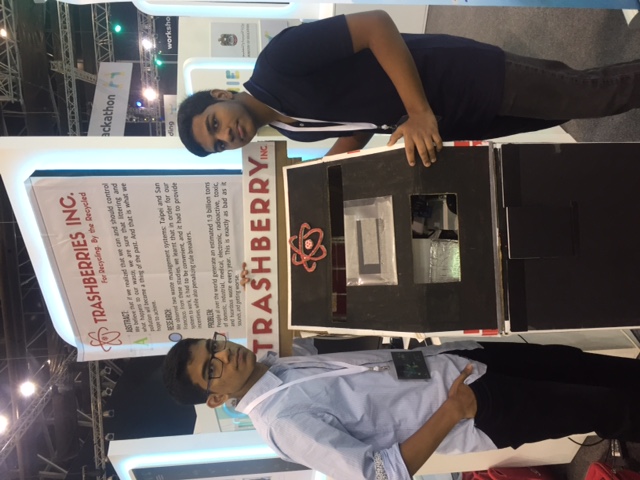 TRASHBERRIES INC.
For Recycling. By the Recycled
ABSTRACT:
We believe that if we realized that we can and should control
what happens to our waste, we are sure that littering and
pollution will become a thing of the past. And that is what we
hope to achieve.
RESEARCH:
We observed two waste management systems: Taipei and San
Francisco. From these studies, we learnt that in order for our
system to work, it had to be convenient, and it had to provide
incentives, while also penalizing rule breakers.
PROBLEM:
People all over the world generate an estimated 1.9 billion tons
of domestic, industrial, medical, electronic, radioactive, toxic,
and hazardous waste every year. This is exactly as bad as it
sounds and getting worse.
TRASHBERRY INC.
ackathon
workshop